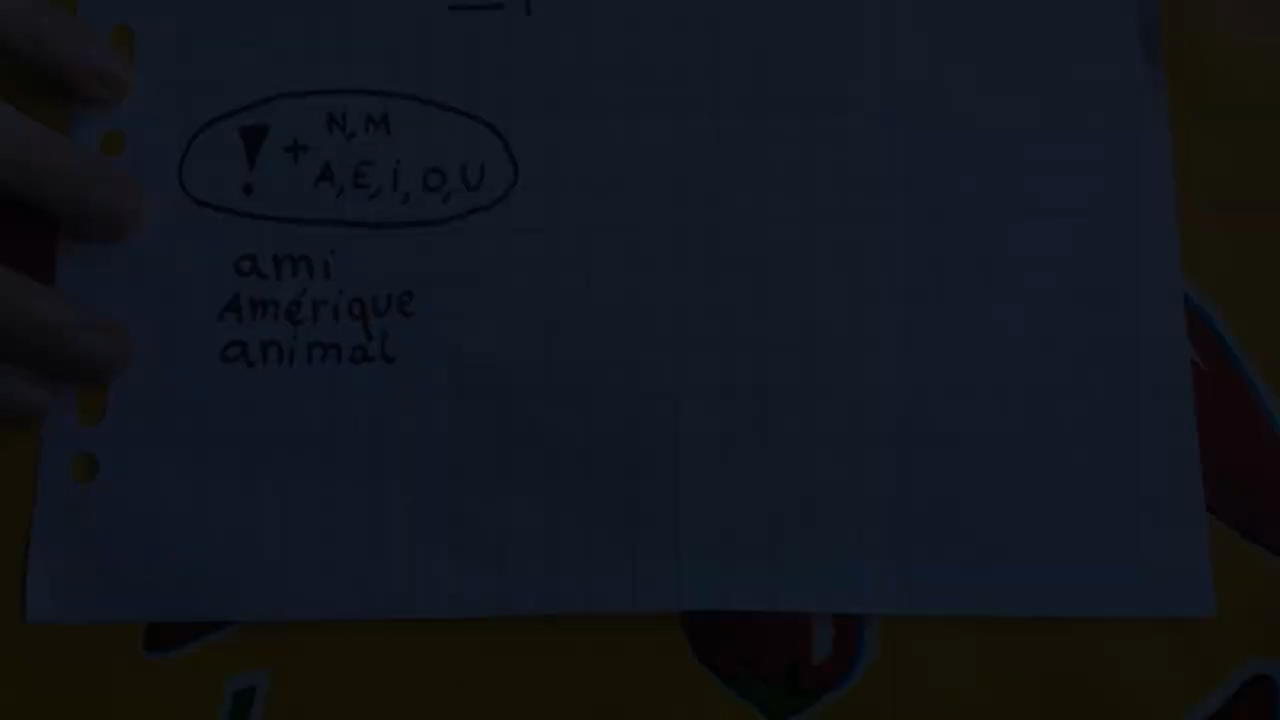 ! + N, M
A, E, i, O, U
ami
Amérique
animal